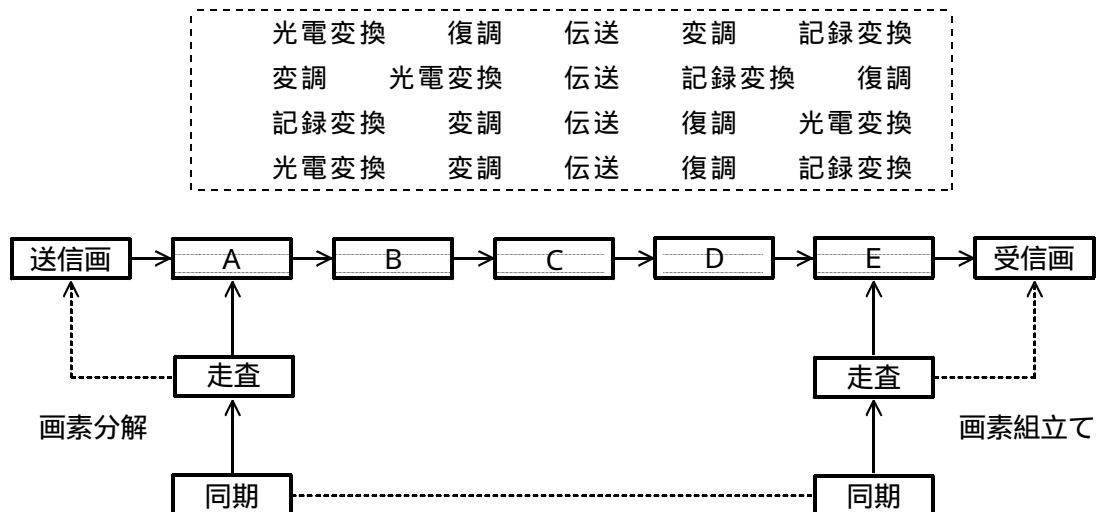 光電変換 復調 伝送 変調 記録変換
変調 光電変換 伝送 記録変換 復調
記録変換 変調 伝送 復調 光電変換
光電変換 変調 伝送 復調 記録変換
送信画 A B C D E 受信画
走査 走査
画素分解 画素組立て
同期 同期